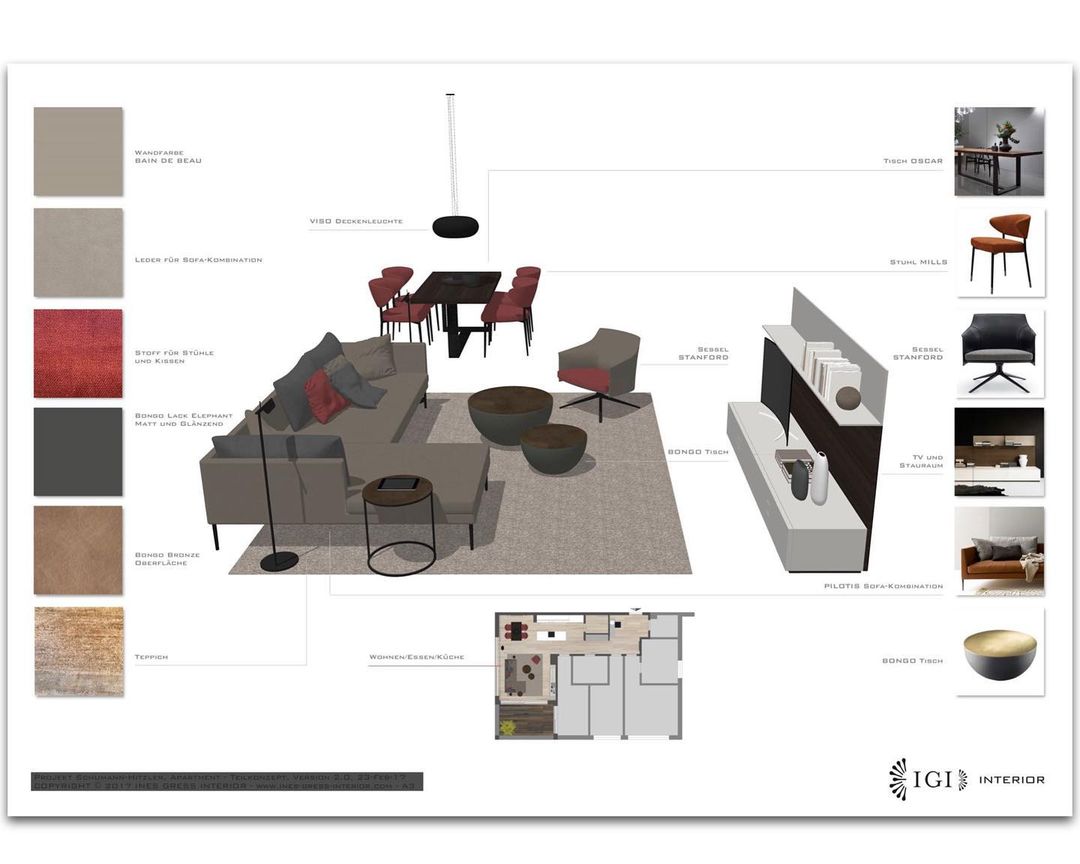 Wandfarbe
BAIN DE BEAU
Leder für Sofa-Kombination
Stoff für Stühle
und Kissen
Bongo Lack Elephant
Matt und Glänzend
Bongo Bronze
Oberfläche
Teppich
VISO Deckenleuchte
Sessel
STANFORD
BONGO Tisch
Wohnen/Essen/Küche
Tisch OSCAR
Stuhl MILLS
Sessel
STANFORD
TV und
Stauraum
PILOTIS Sofa-Kombination
BONGO Tisch
Projekt Schumann-Hitzler, Apartment - Teilkonzept, Version 2.0, 23-Feb-17
COPYRIGHT © 2017 INES GRESS INTERIOR - www.ines-gress-interior.com - A3
IGI INTERIOR